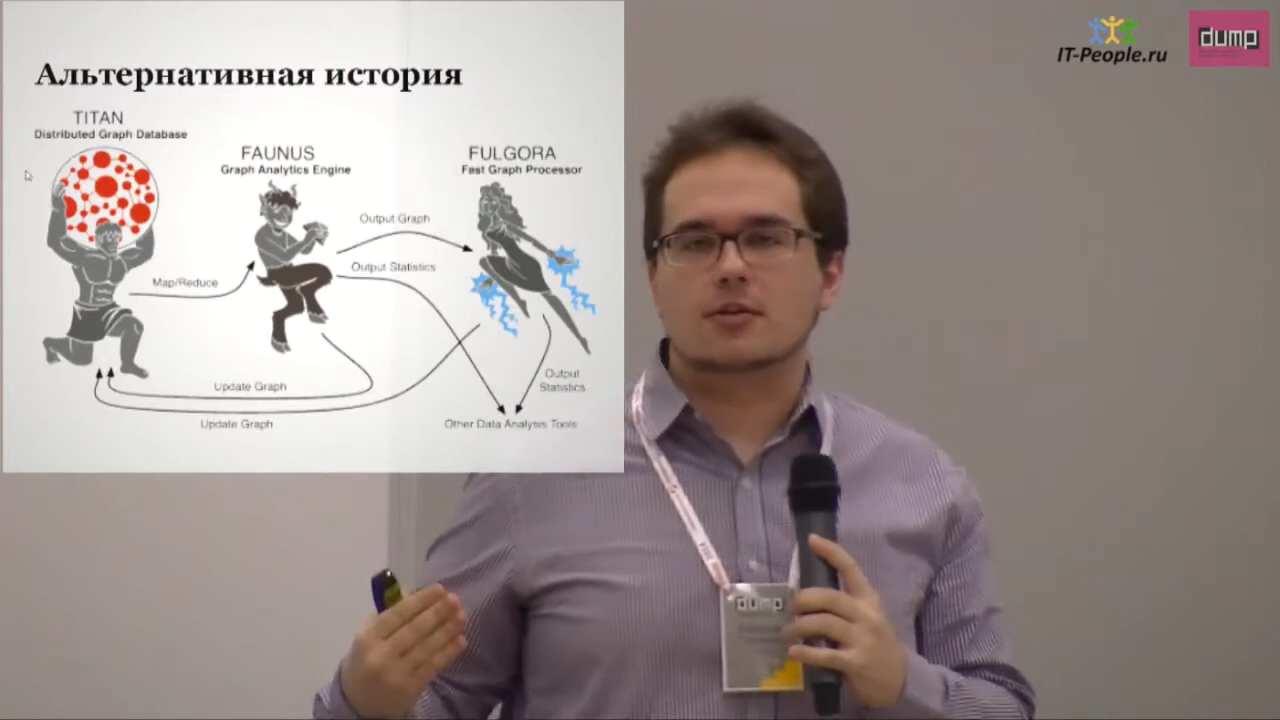 Альтернативная история
TITAN
Distributed Graph Database
FAUNUS
Graph Analytics Engine
FULGORA
Fast Graph Processor
Output Graph
Output Statistics
Map/Reduce
Output
Statistics
Update Graph
Update Graph
Other Data Analysis Tools
IT-People.ru
dump
dump